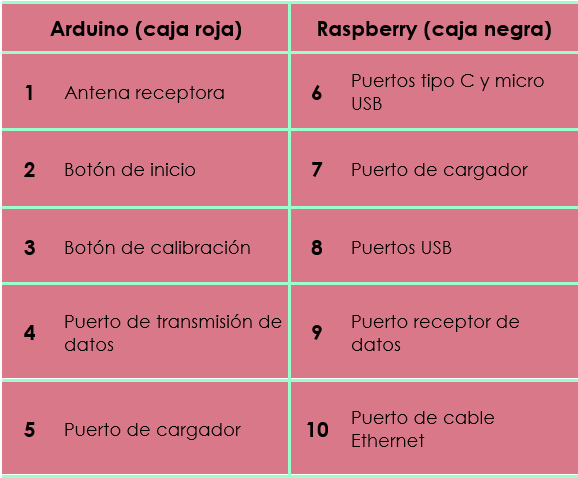 Arduino (caja roja) Raspberry (caja negra)
1 Antena receptora
6 Puertos tipo C y micro
USB
2 Botón de inicio
7 Puerto de cargador
3 Botón de calibración
8 Puertos USB
4 Puerto de transmisión de
datos
9 Puerto receptor de
datos
5 Puerto de cargador
10 Puerto de cable
Ethernet